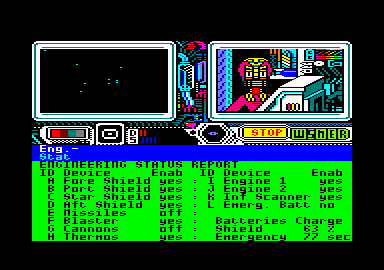 STOP
Eng.-
Stat
ENGINEERING STATUS REPORT
ID Device Enab ID Device Enab
A Fore Shield yes : I Engine 1 yes
B Port Shield yes : J Engine 2 yes
C Star Shield yes : K Inf Scanner yes
D Aft Shield yes : L Energ. Batt no
E Missiles off :
F Blaster yes : Batteries Charge
G Cannons off : Shield 63 %
H Thermos yes : Emergency 77 sec